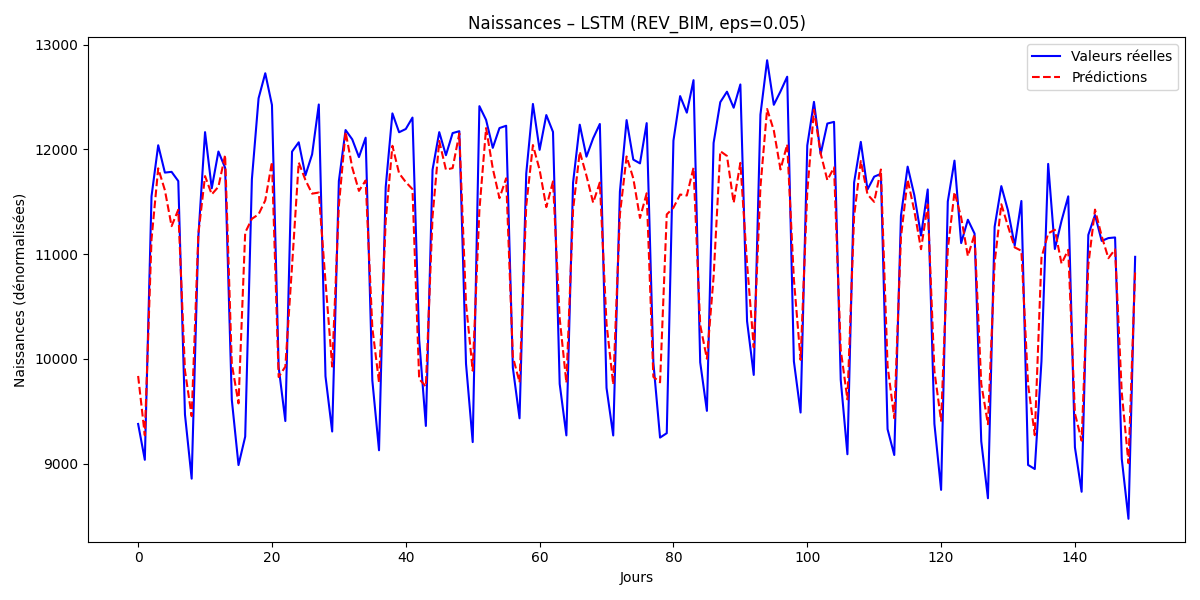 Naissances – LSTM (REV_BIM, eps=0.05)
Valeurs réelles
Prédictions
Naissances (dénormalisées)
13000
12000
11000
10000
9000
0 20 40 60 80 100 120 140
Jours